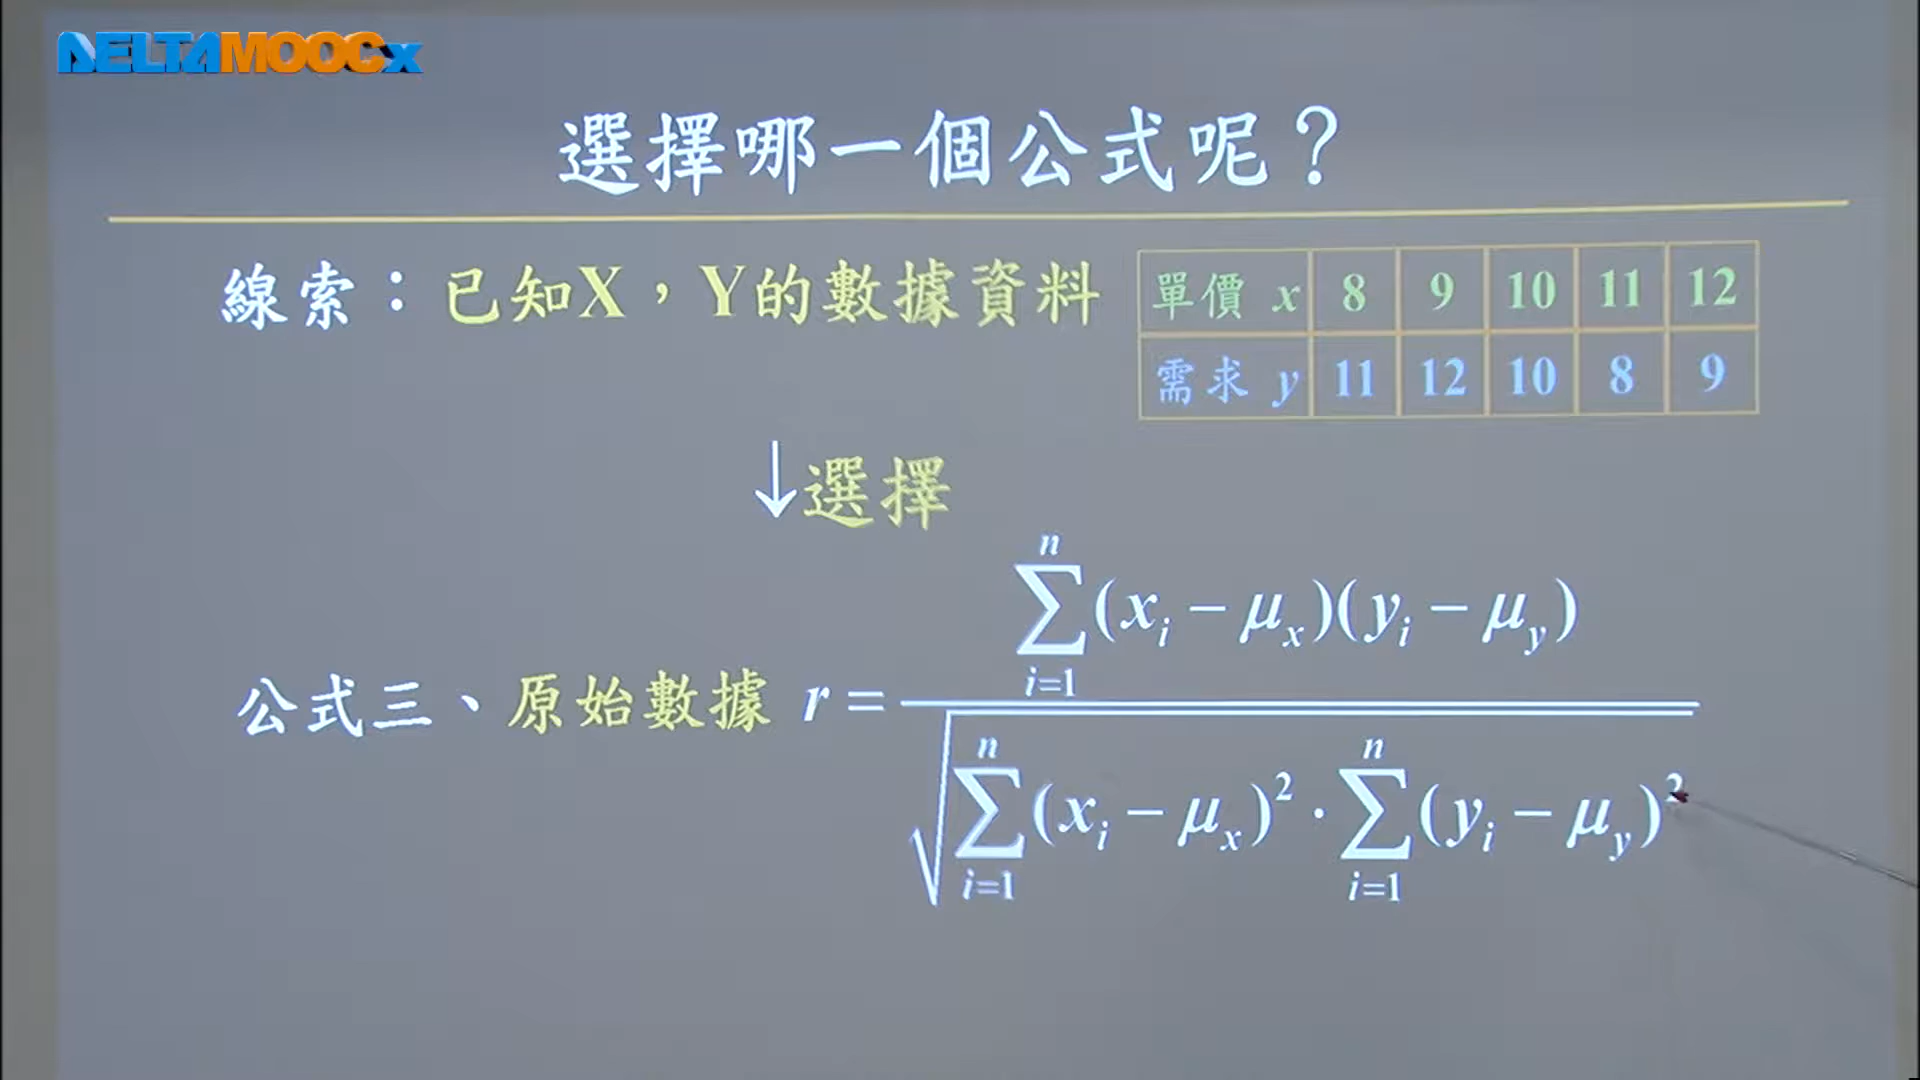 DELTAMOOCx
選擇哪一個公式呢？
線索：已知X，Y的數據資料
單價 x 8 9 10 11 12
需求 y 11 12 10 8 9
↓選擇
公式三、原始數據 r =
n n
∑(xᵢ − μₓ)(yᵢ − μᵧ)
i=1
n n
√∑(xᵢ − μₓ)² · ∑(yᵢ − μᵧ)²
i=1 i=1